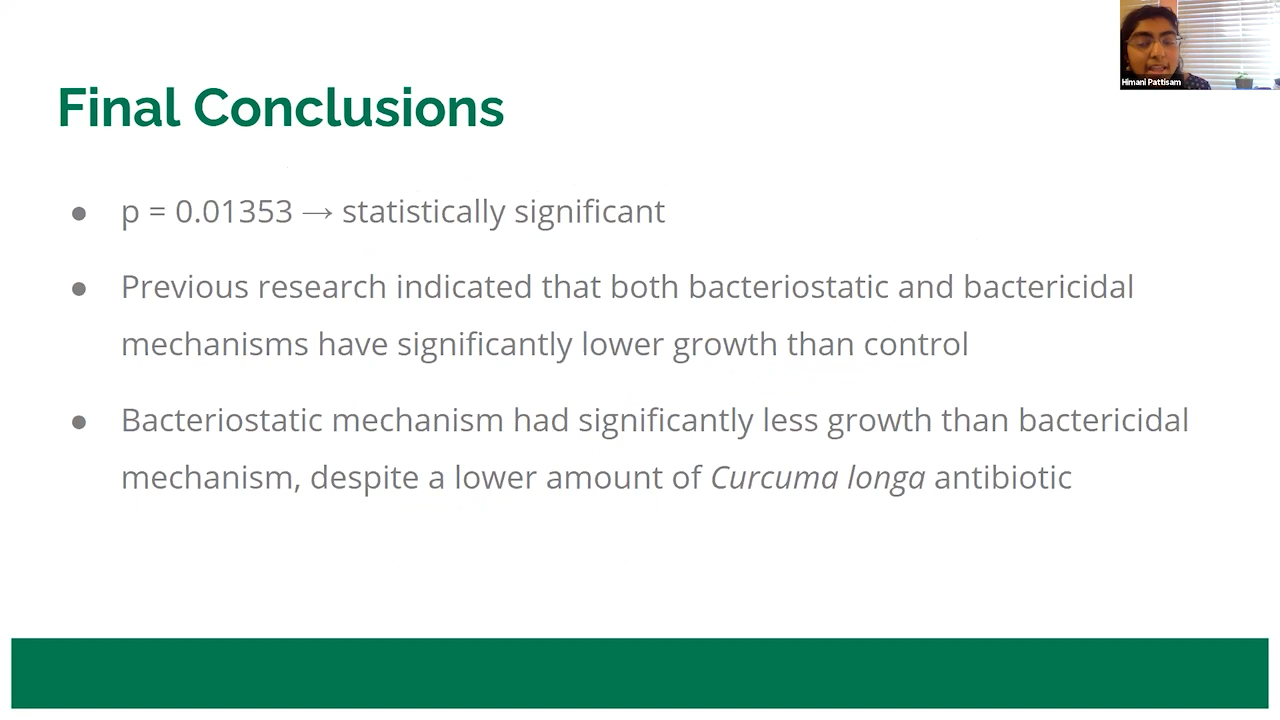 Himani Pattisam
Final Conclusions
● p = 0.01353 → statistically significant
● Previous research indicated that both bacteriostatic and bactericidal
mechanisms have significantly lower growth than control
● Bacteriostatic mechanism had significantly less growth than bactericidal
mechanism, despite a lower amount of Curcuma longa antibiotic